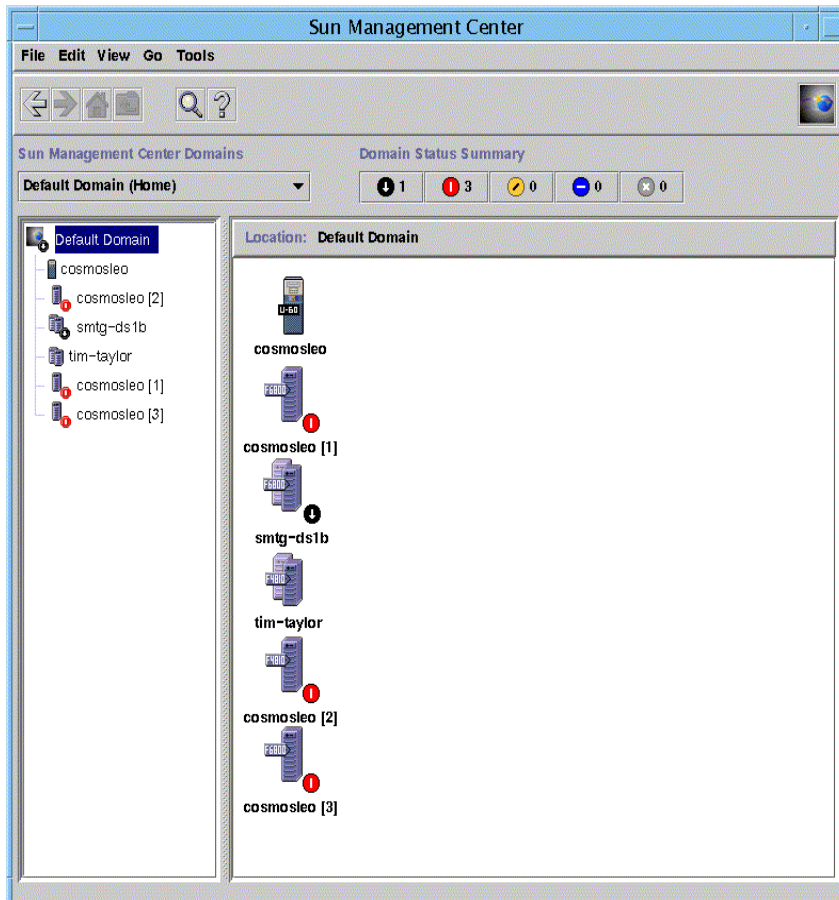 Sun Management Center
File Edit View Go Tools
Sun Management Center Domains
Domain Status Summary
Default Domain (Home)
1
3
0
0
0
Default Domain
cosmosleo
cosmosleo [2]
smtg-ds1b
tim-taylor
cosmosleo [1]
cosmosleo [3]
Location: Default Domain
U-60
cosmosleo
F6800
cosmosleo [1]
F6800
smtg-ds1b
F4810
tim-taylor
F4810
cosmosleo [2]
F6800
cosmosleo [3]